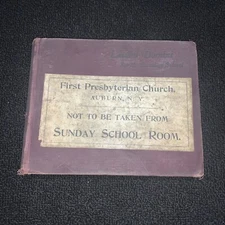 First Presbyterian Church.
AUBURN, N. Y.
NOT TO BE TAKEN FROM
SUNDAY SCHOOL ROOM.